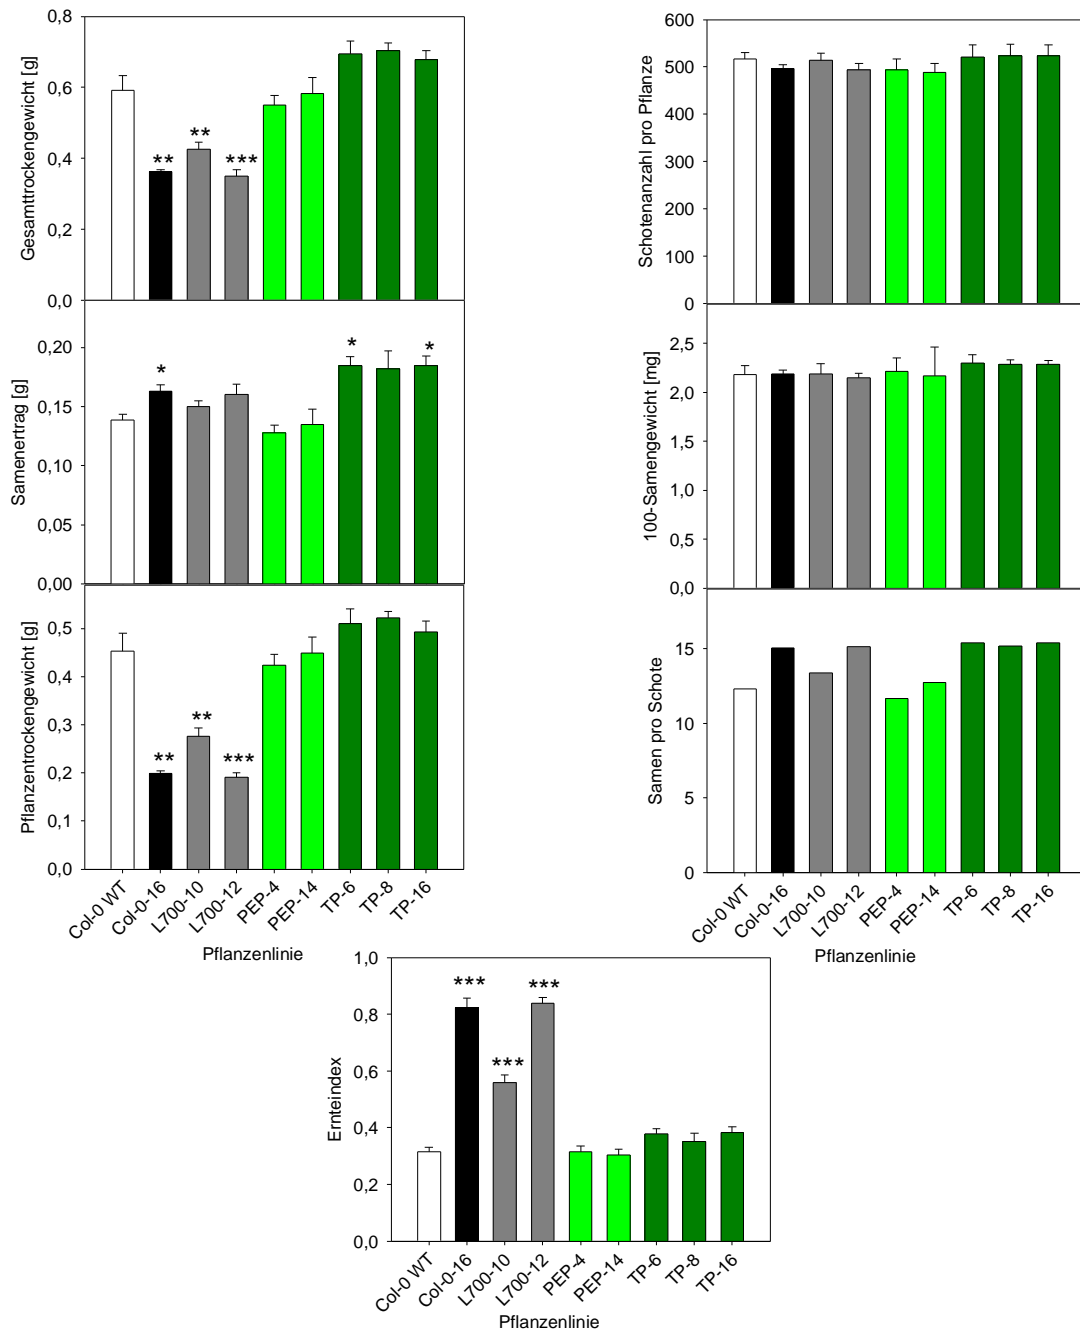 Gesamttrockengewicht [g]
0,8
0,6
0,4
0,2
0,0
**
**
***
Samenertrag [g]
0,20
0,15
0,10
0,05
0,00
*
*
*
Pflanzentrockengewicht [g]
0,5
0,4
0,3
0,2
0,1
0,0
**
**
***
Col-0 WT
Col-0-16
L700-10
L700-12
PEP-4
PEP-14
TP-6
TP-8
TP-16
Pflanzenlinie
Schotenanzahl pro Pflanze
600
500
400
300
200
100
0
100-Samengewicht [mg]
2,5
2,0
1,5
1,0
0,5
0,0
Samen pro Schote
15
10
5
0
Col-0 WT
Col-0-16
L700-10
L700-12
PEP-4
PEP-14
TP-6
TP-8
TP-16
Pflanzenlinie
Ernteindex
1,0
0,8
0,6
0,4
0,2
0,0
***
***
***
Col-0 WT
Col-0-16
L700-10
L700-12
PEP-4
PEP-14
TP-6
TP-8
TP-16
Pflanzenlinie